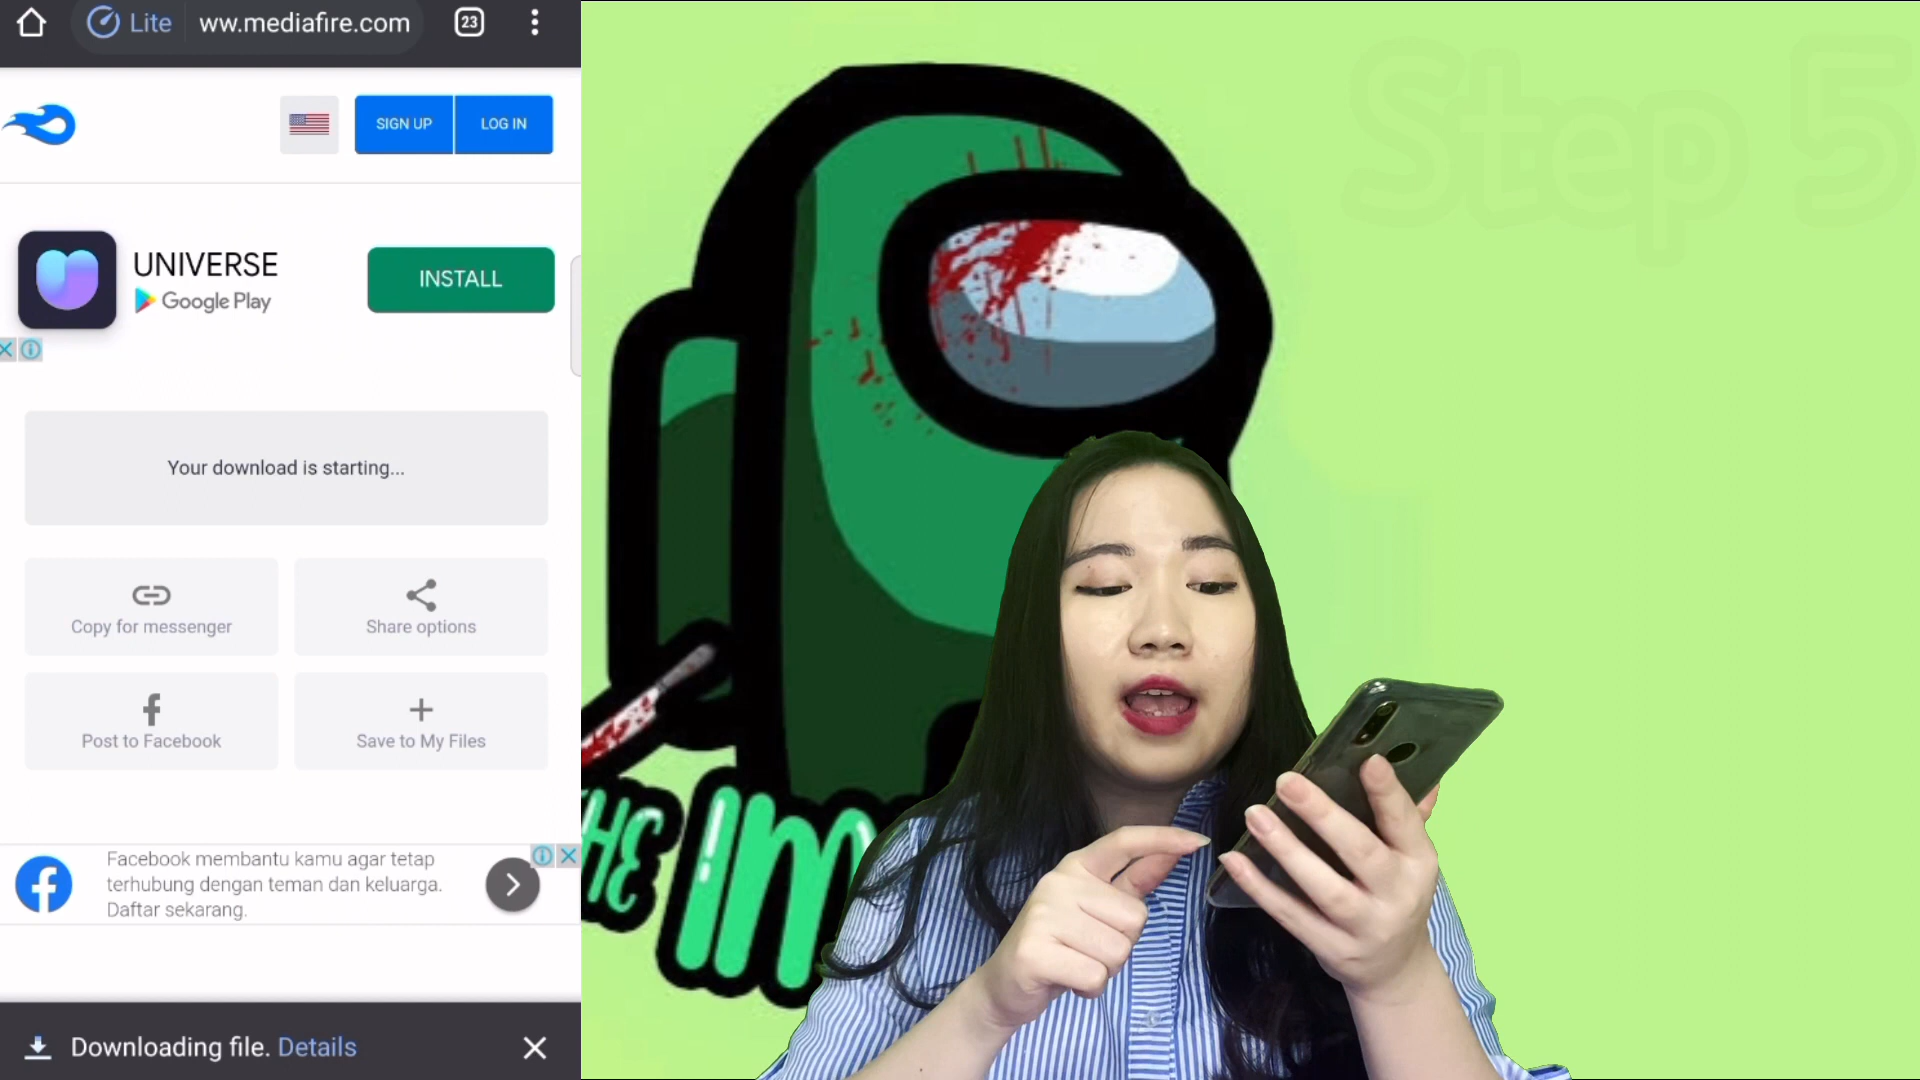 Lite
ww.mediafire.com
23
SIGN UP
LOG IN
UNIVERSE
Google Play
INSTALL
Your download is starting...
Copy for messenger
Share options
Post to Facebook
Save to My Files
Facebook membantu kamu agar tetap
terhubung dengan teman dan keluarga.
Daftar sekarang.
Downloading file. Details
Step 5